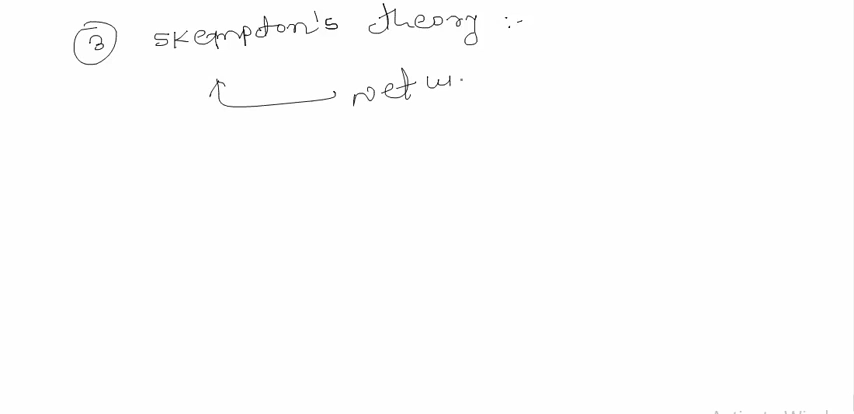 3 skempton's theory :-
net u.